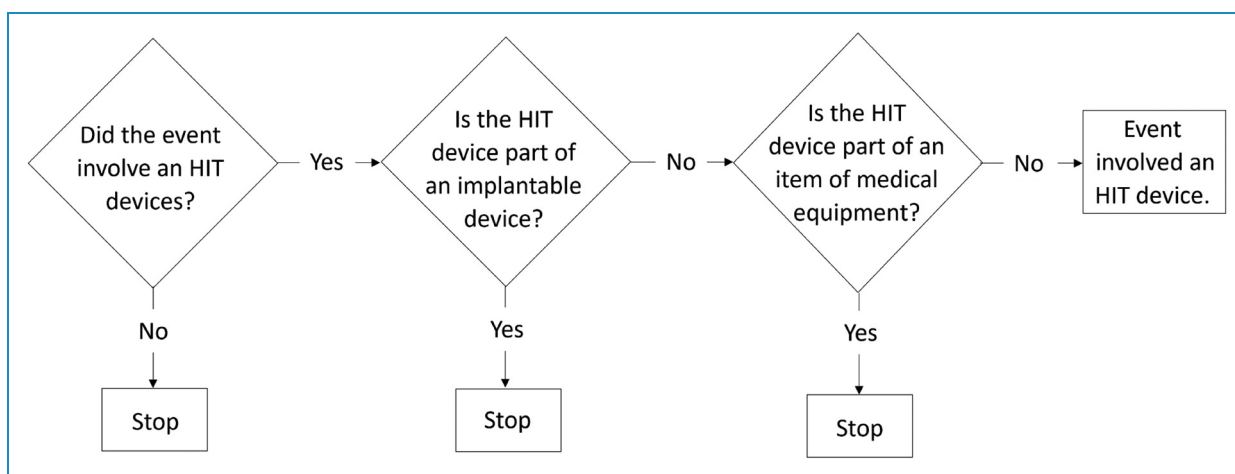 Did the event
involve an HIT
devices?
Yes
Is the HIT
device part of
an implantable
device?
No
Is the HIT
device part of an
item of medical
equipment?
No
Event
involved an
HIT device.
No
Yes
Yes
Stop
Stop
Stop